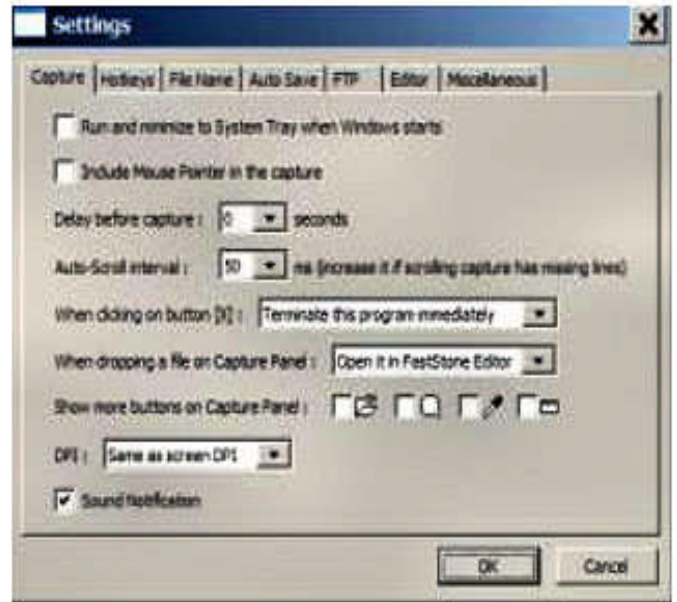 Settings
Capture Hotkeys File Name Auto Save FTP Editor Miscellaneous
Run and minimize to System Tray when Windows starts
Include Mouse Pointer in the capture
Delay before capture : 0 seconds
Auto-Scroll interval : 50 ms (increase it if scrolling capture has missing lines)
When clicking on button [X] : Terminate this program immediately
When dropping a file on Capture Panel : Open it in FastStone Editor
Show more buttons on Capture Panel :
DPI : Same as screen DPI
Sound Notification
OK Cancel